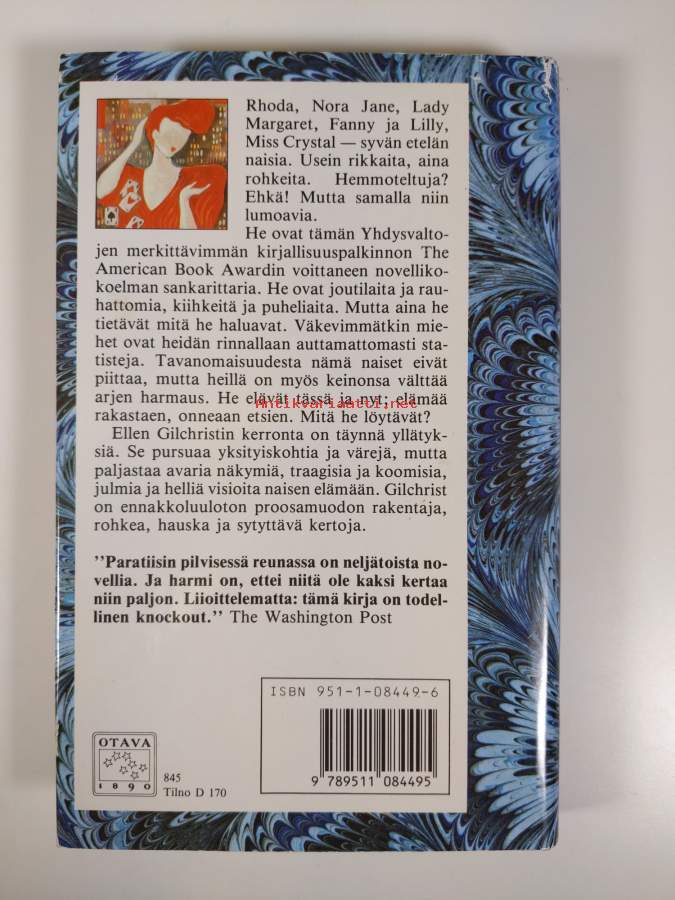 Rhoda, Nora Jane, Lady
Margaret, Fanny ja Lilly,
Miss Crystal — syvän etelän
naisia. Usein rikkaita, aina
rohkeita. Hemmoteltuja?
Ehkä! Mutta samalla niin
lumoavia.
He ovat tämän Yhdysvalto-
jen merkittävimmän kirjallisuuspalkinnon The
American Book Awardin voittaneen novelliko-
koelman sankarittaria. He ovat joutilaita ja rau-
hattomia, kiihkeitä ja puheliaita. Mutta aina he
tietävät mitä he haluavat. Väkevimmätkin mie-
het ovat heidän rinnallaan auttamattomasti sta-
tisteja. Tavanomaisuudesta nämä naiset eivät
piittaa, mutta heillä on myös keinonsa välttää
arjen harmaus. He elävät tässä ja nyt; elämää
Antikvariaatti.net
rakastaen, onneaan etsien. Mitä he löytävät?
Ellen Gilchristin kerronta on täynnä yllätyk-
siä. Se pursuaa yksityiskohtia ja värejä, mutta
paljastaa avaria näkymiä, traagisia ja koomisia,
julmia ja helliä visioita naisen elämään. Gilchrist
on ennakkoluuloton proosamuodon rakentaja,
rohkea, hauska ja sytyttävä kertoja.
"Paratiisin pilvisessä reunassa on neljätoista no-
vellia. Ja harmi on, ettei niitä ole kaksi kertaa
niin paljon. Liioittelematta: tämä kirja on todel-
linen knockout." The Washington Post
ISBN 951-1-08449-6
9 789511 084495
OTAVA
1890
845
Tilno D 170